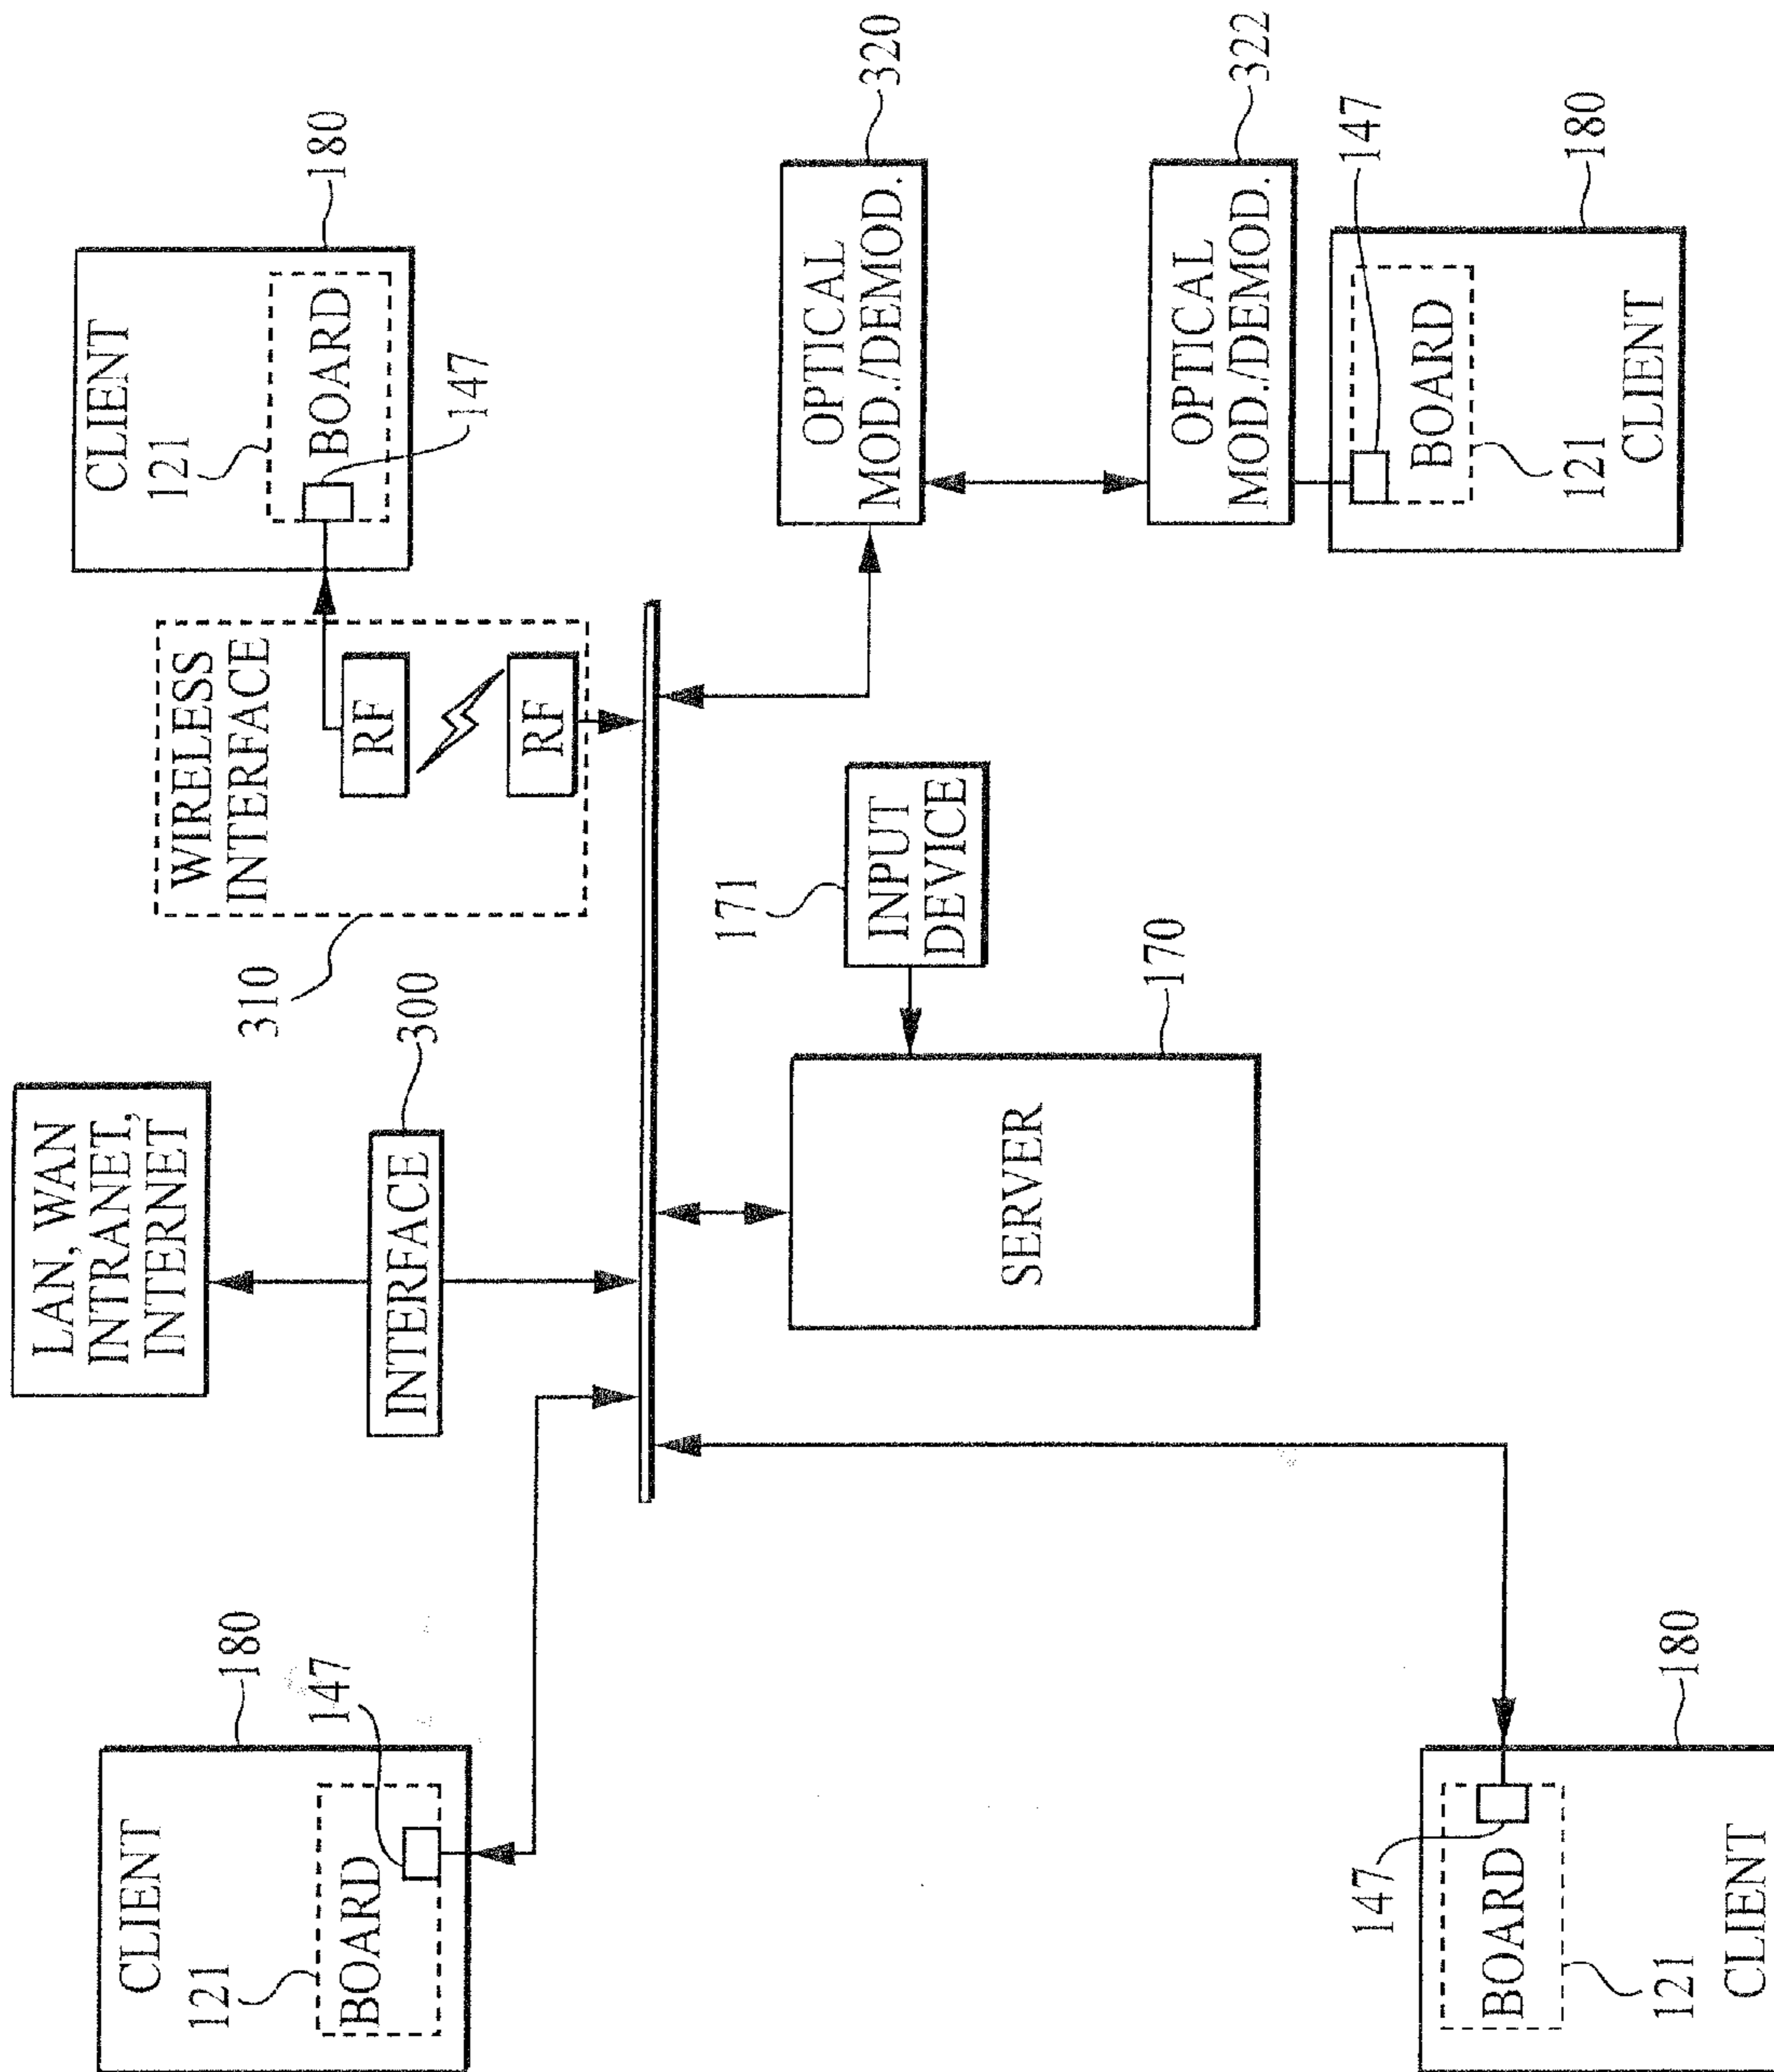 CLIENT
121
BOARD
147
180
LAN, WAN
INTRANET,
INTERNET
INTERFACE
300
310
WIRELESS
INTERFACE
RF
RF
CLIENT
121
BOARD
147
180
SERVER
170
171
INPUT
DEVICE
OPTICAL
MOD./DEMOD.
320
OPTICAL
MOD./DEMOD.
322
147
BOARD
121
CLIENT
180
147
BOARD
121
CLIENT
180